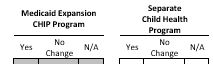 Medicaid Expansion
CHIP Program
Separate
Child Health
Program
Yes No Change N/A
Yes No Change N/A